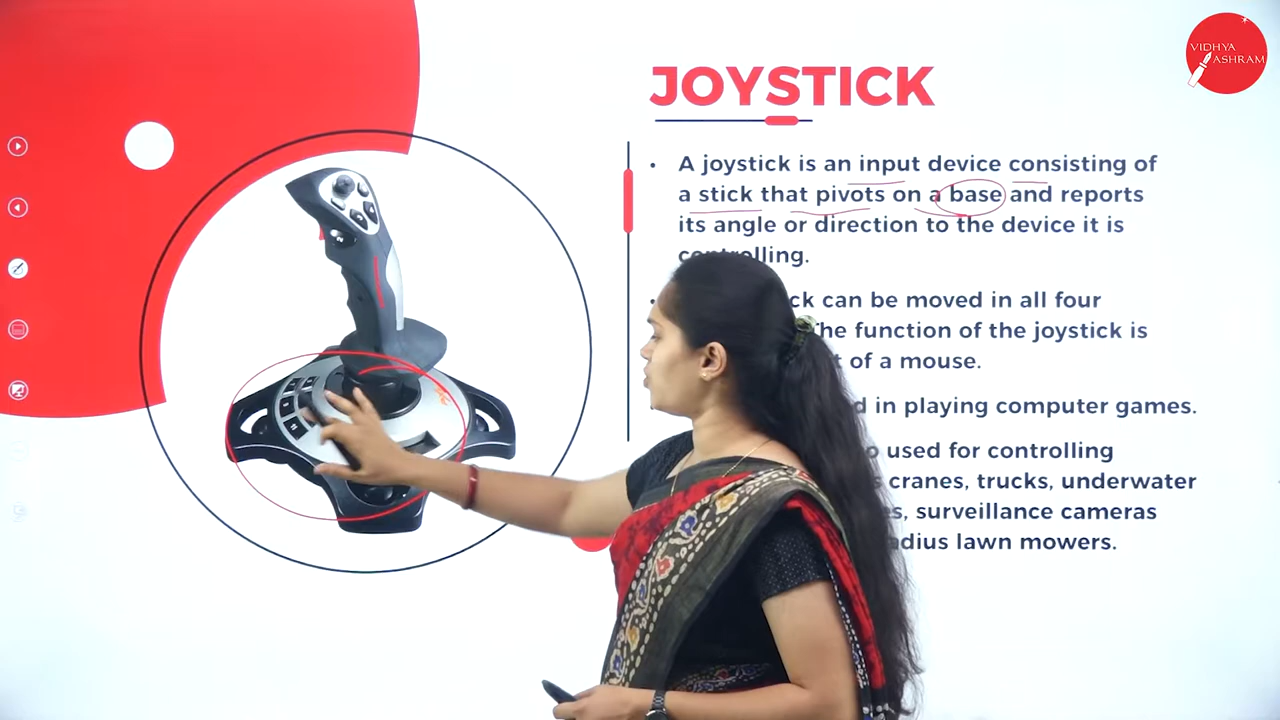 VIDHYA
ASHRAM
JOYSTICK
• A joystick is an input device consisting of
a stick that pivots on a base and reports
its angle or direction to the device it is
controlling.
can be moved in all four
The function of the joystick is
of a mouse.
in playing computer games.
used for controlling
cranes, trucks, underwater
surveillance cameras
lawn mowers.